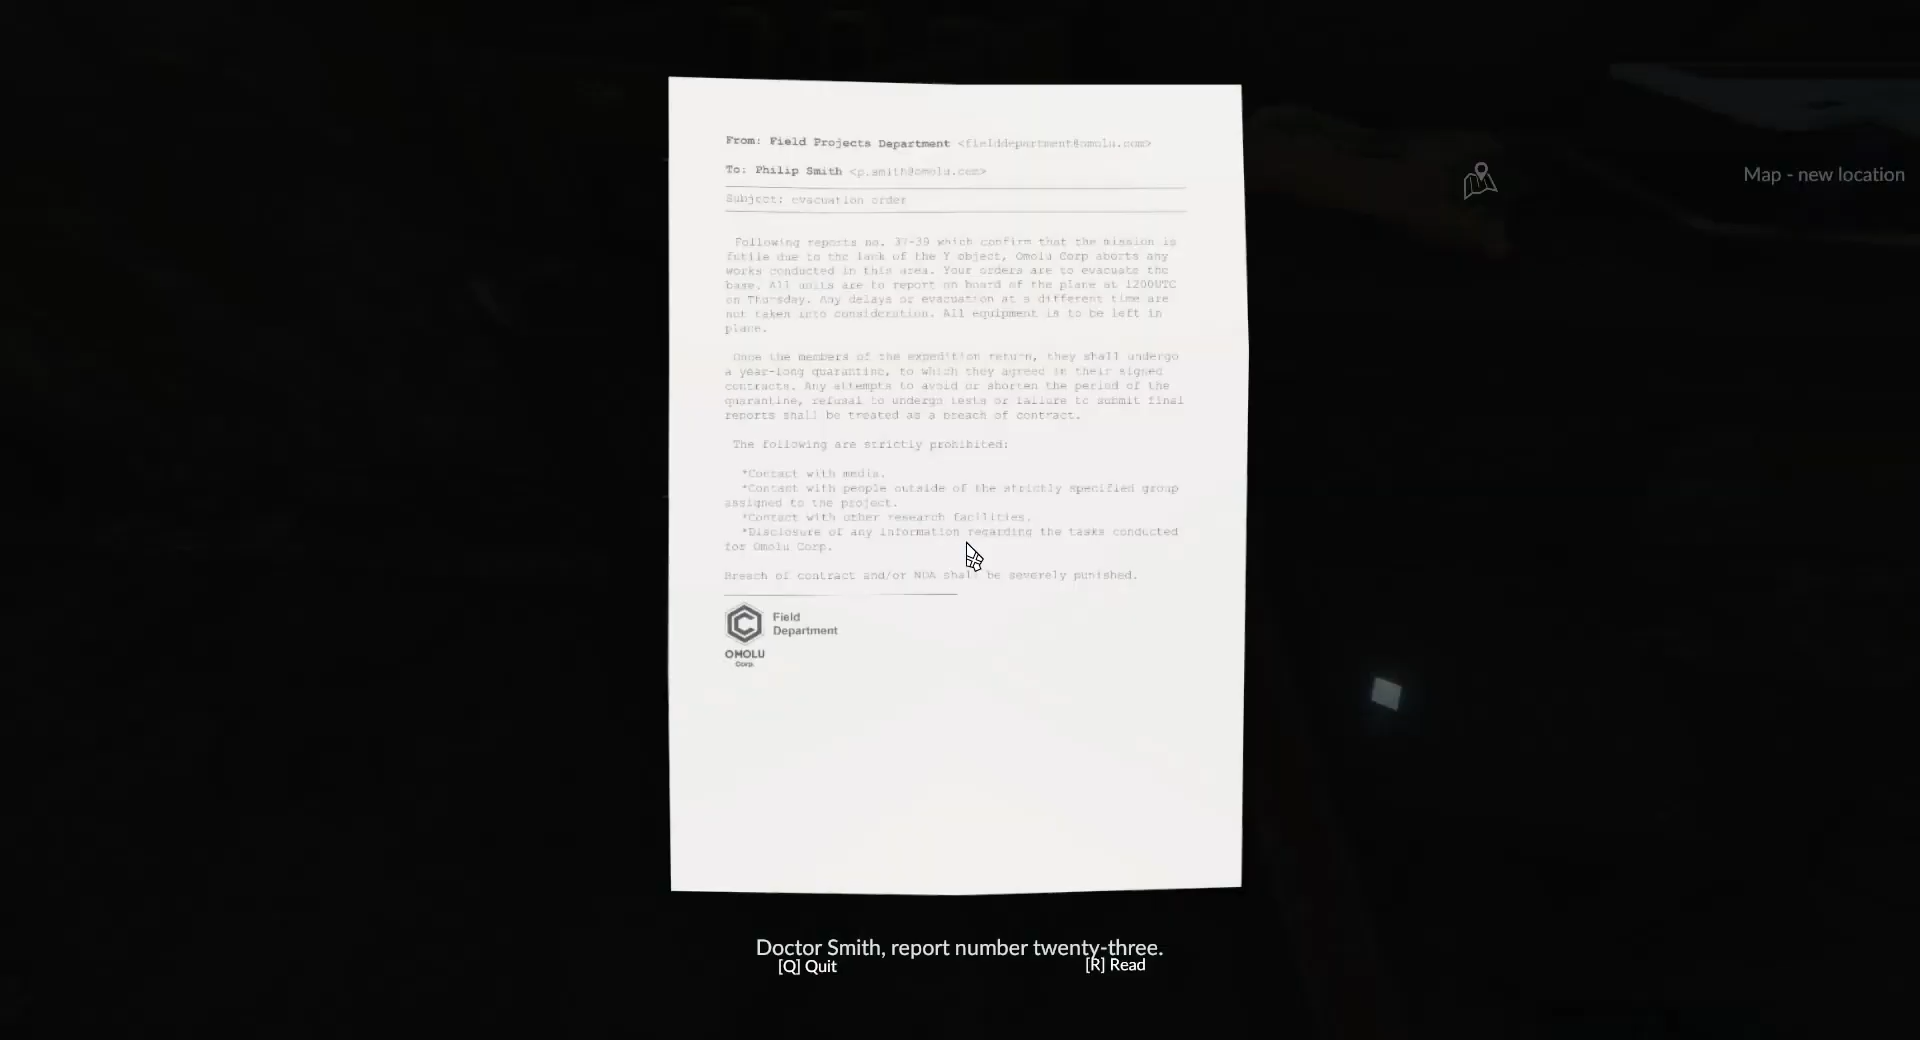 From: Field Projects Department <fielddepartment@omolu.com>
To: Philip Smith <p.smith@omolu.com>
Subject: evacuation order
Following reports no. 37-39 which confirm that the mission is
futile due to the lack of the Y object, Omolu Corp aborts any
works conducted in this area. Your orders are to evacuate the
base. All units are to report on board of the plane at 1200UTC
on Thursday. Any delays or evacuation at a different time are
not taken into consideration. All equipment is to be left in
place.
Once the members of the expedition return, they shall undergo
a year-long quarantine, to which they agreed in their signed
contracts. Any attempts to avoid or shorten the period of the
quarantine, refusal to undergo tests or failure to submit final
reports shall be treated as a breach of contract.
The following are strictly prohibited:
*Contact with media.
*Contact with people outside of the strictly specified group
assigned to the project.
*Contact with other research facilities.
*Disclosure of any information regarding the tasks conducted
for Omolu Corp.
Breach of contract and/or NDA shall be severely punished.
Field
Department
OMOLU
Corp.
Map - new location
Doctor Smith, report number twenty-three.
[Q] Quit
[R] Read